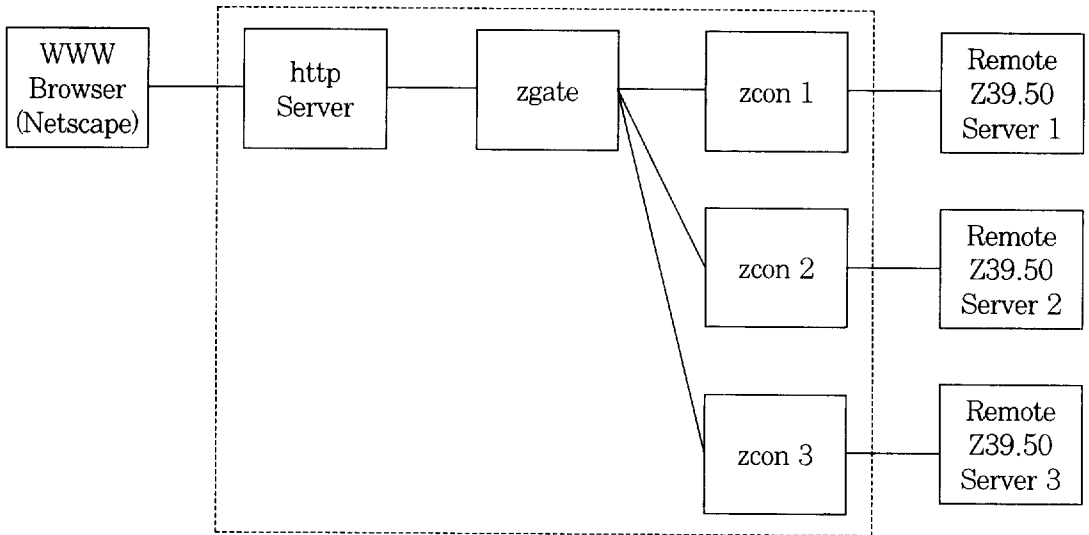 WWW
Browser
(Netscape)
http
Server
zgate
zcon 1
Remote
Z39.50
Server 1
zcon 2
Remote
Z39.50
Server 2
zcon 3
Remote
Z39.50
Server 3